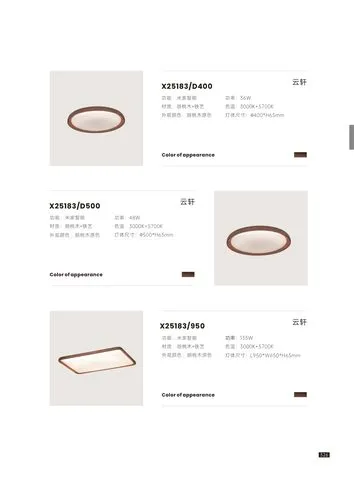 X25183/D400
云轩
功能：米家智能
功率：36W
材质：胡桃木+铁艺
色温：3000K+5700K
外观颜色：胡桃木原色
灯体尺寸：Φ400*H63mm
Color of appearance
X25183/D500
云轩
功能：米家智能
功率：48W
材质：胡桃木+铁艺
色温：3000K+5700K
外观颜色：胡桃木原色
灯体尺寸：Φ500*H63mm
Color of appearance
X25183/950
云轩
功能：米家智能
材质：胡桃木+铁艺
色温：3000K+5700K
外观颜色：胡桃木原色
灯体尺寸：L950*W650*H63mm
Color of appearance